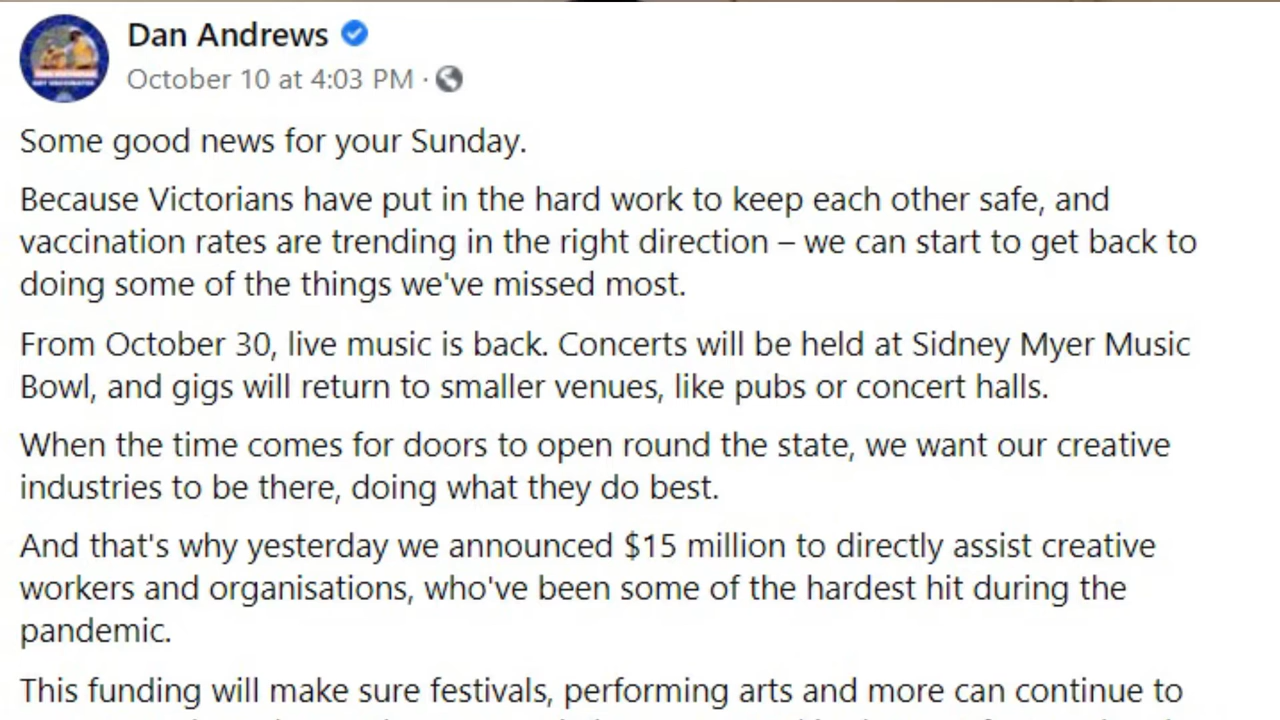 Dan Andrews
October 10 at 4:03 PM ·
Some good news for your Sunday.
Because Victorians have put in the hard work to keep each other safe, and
vaccination rates are trending in the right direction – we can start to get back to
doing some of the things we've missed most.
From October 30, live music is back. Concerts will be held at Sidney Myer Music
Bowl, and gigs will return to smaller venues, like pubs or concert halls.
When the time comes for doors to open round the state, we want our creative
industries to be there, doing what they do best.
And that's why yesterday we announced $15 million to directly assist creative
workers and organisations, who've been some of the hardest hit during the
pandemic.
This funding will make sure festivals, performing arts and more can continue to